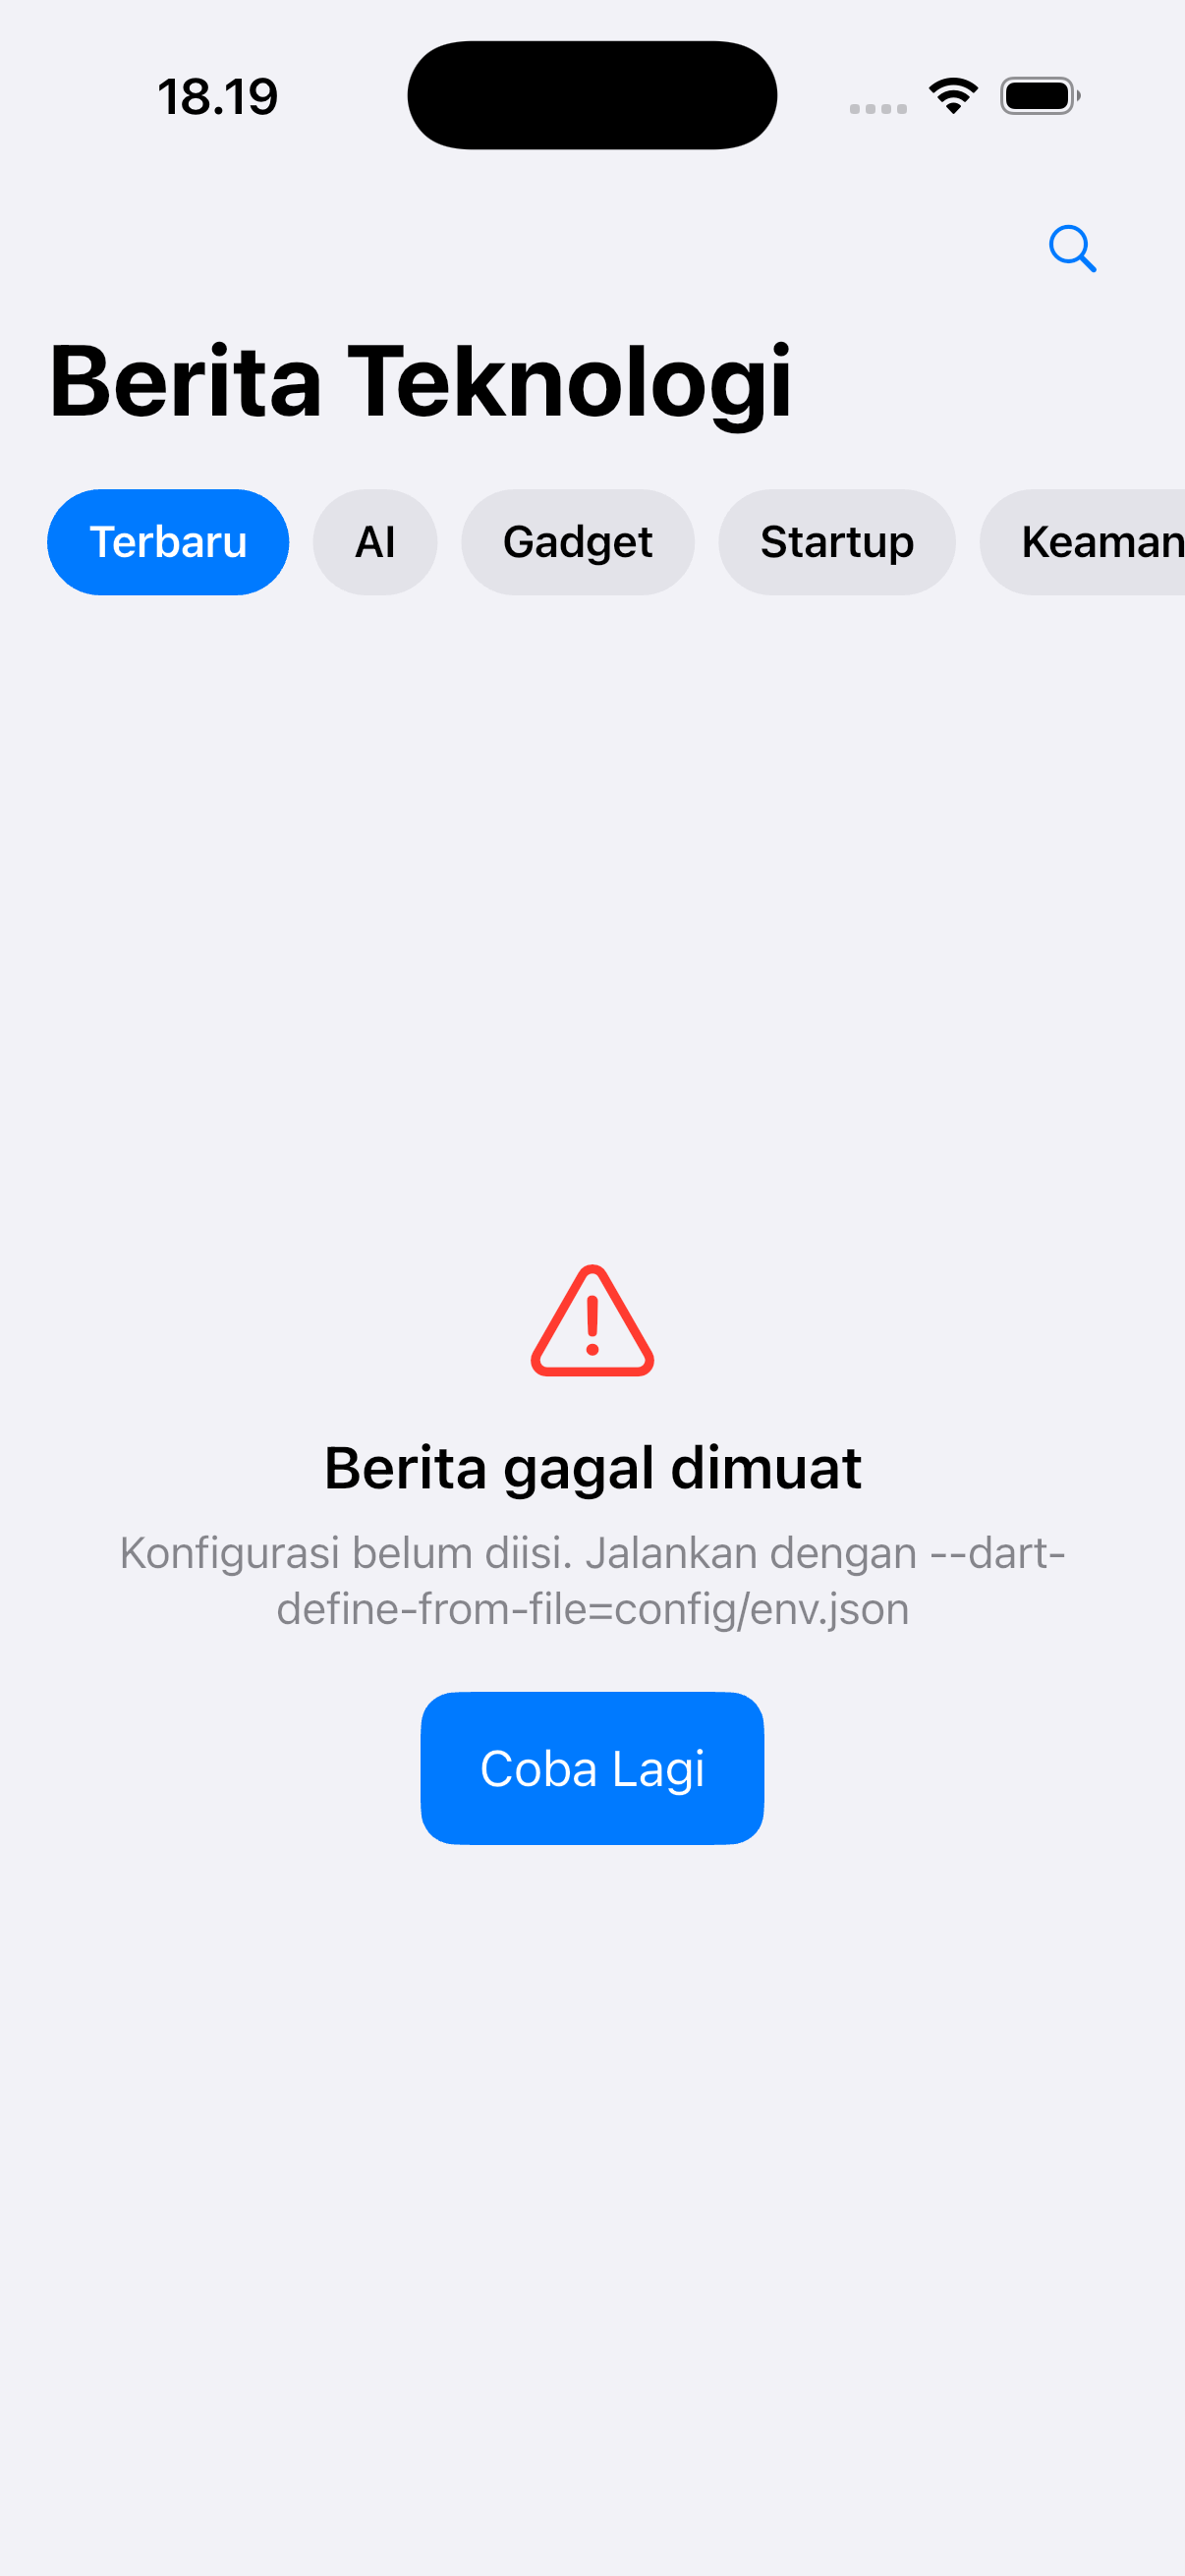 18.19
Berita Teknologi
Terbaru
AI
Gadget
Startup
Keaman
Berita gagal dimuat
Konfigurasi belum diisi. Jalankan dengan --dart-
define-from-file=config/env.json
Coba Lagi